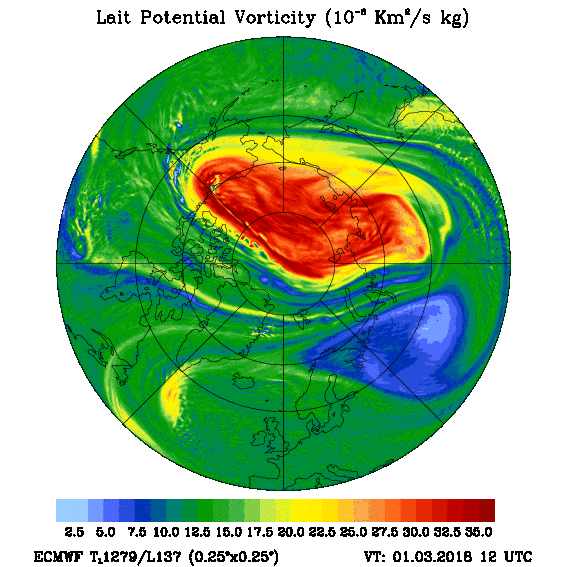 Lait Potential Vorticity (10⁻⁶ Km²/s kg)
2.5 5.0 7.5 10.0 12.5 15.0 17.5 20.0 22.5 25.0 27.5 30.0 32.5 35.0
ECMWF T_L1279/L137 (0.25°x0.25°) VT: 01.03.2018 12 UTC